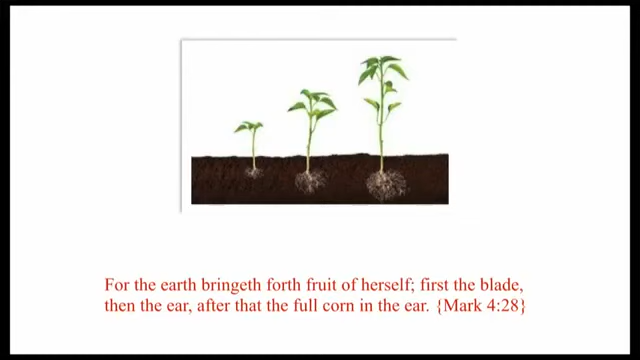 For the earth bringeth forth fruit of herself; first the blade,
then the ear, after that the full corn in the ear. {Mark 4:28}